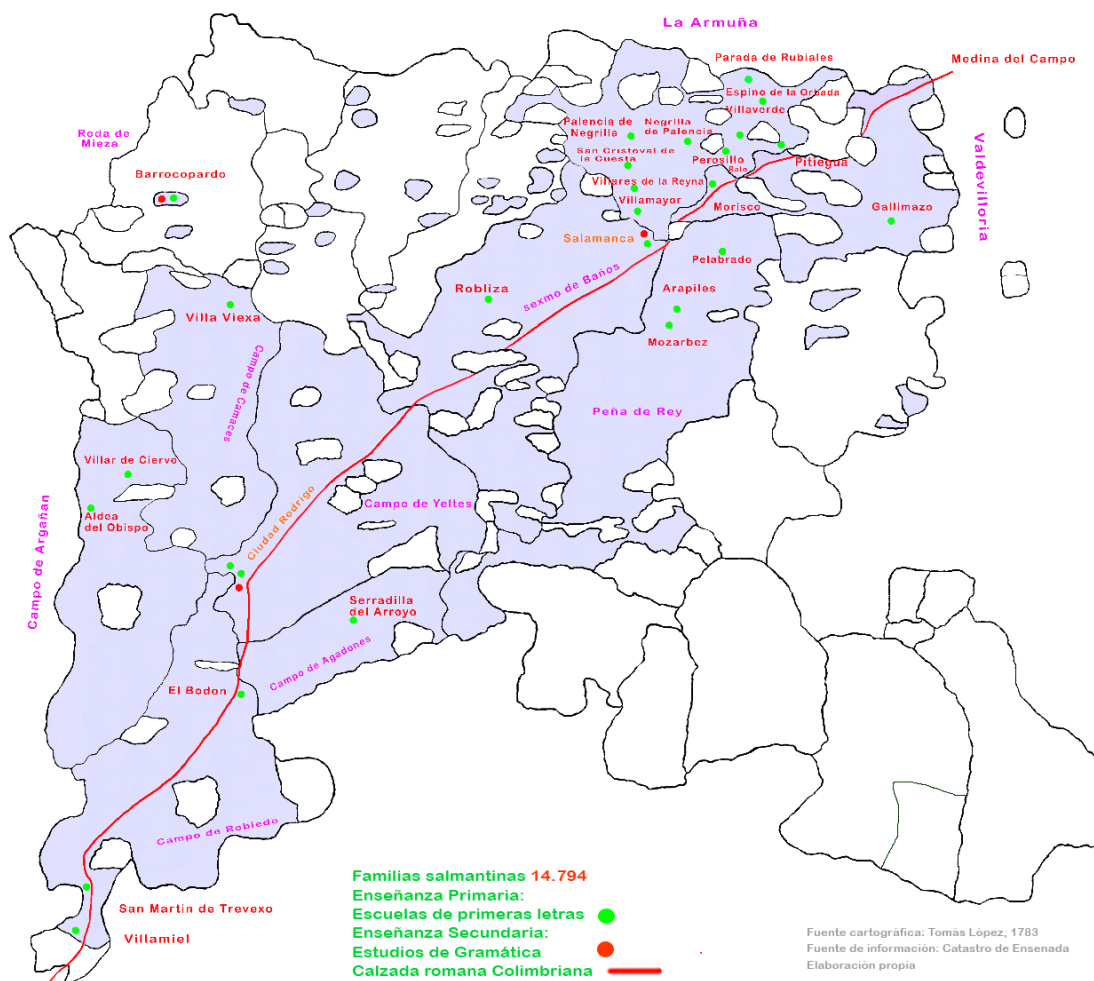 La Armuña
Parada de Rubiales
Medina del Campo
Espino de la Orbada
Villaverde
Palencia de
Negrilla
Negrilla
de Palencia
Roda de
Mieza
San Cristoval de
la Cuesta
Perosillo
Ralo
Pitiegua
Valdevilloria
Barrocopardo
Villares de la Reyna
Villamayor
Morisco
Gallimazo
Salamanca
Pelabrado
sexmo de Baños
Robliza
Arapiles
Villa Viexa
Mozarbez
Campo de Camaces
Peña de Rey
Villar de Ciervo
Campo de Yeltes
Aldea
del Obispo
Ciudad Rodrigo
Campo de Argañan
Serradilla
del Arroyo
Campo de Agadones
El Bodon
Campo de Robledo
San Martin de Trevexo
Villamiel
Familias salmantinas 14.794
Enseñanza Primaria:
Escuelas de primeras letras
Enseñanza Secundaria:
Estudios de Gramática
Calzada romana Colimbriana
Fuente cartográfica: Tomás López, 1783
Fuente de información: Catastro de Ensenada
Elaboración propia